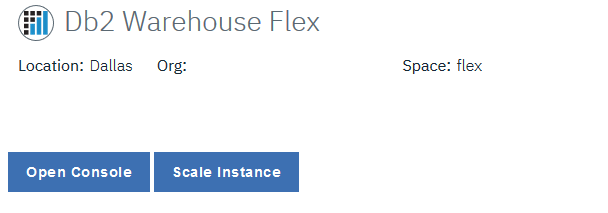 Db2 Warehouse Flex
Location: Dallas Org: Space: flex
Open Console Scale Instance